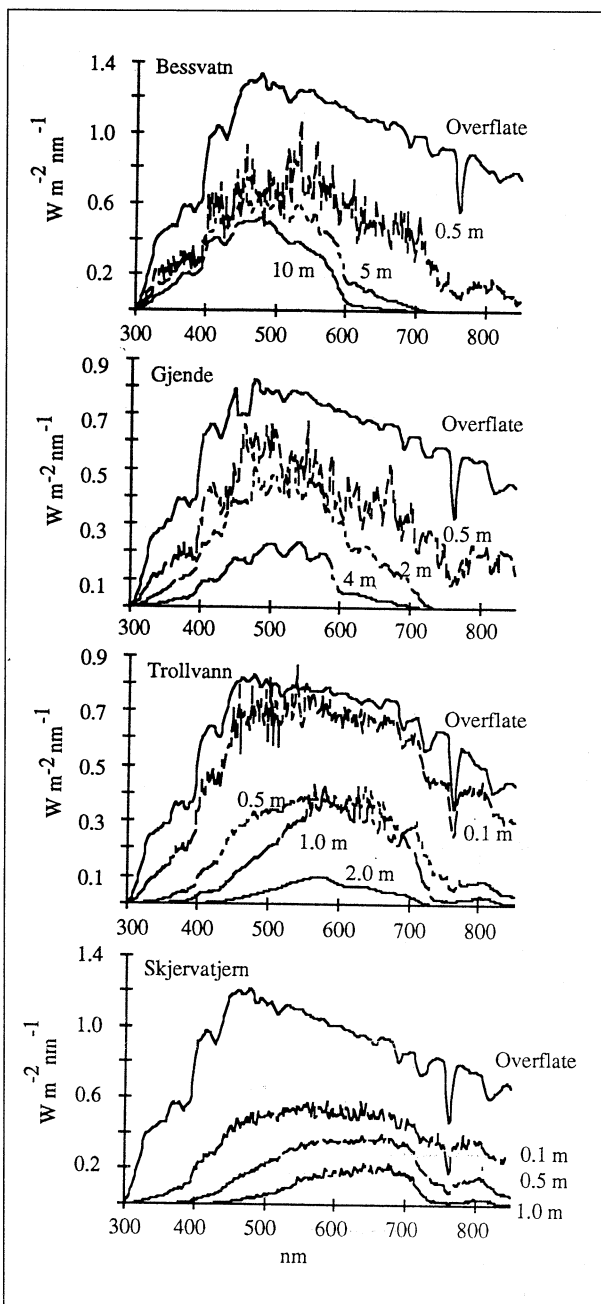 Bessvatn
1.4
1.0
0.6
0.2
W m-2 nm-1
Overflate
0.5 m
5 m
10 m
300 400 500 600 700 800
Gjende
0.9
0.7
0.5
0.3
0.1
W m-2 nm-1
Overflate
0.5 m
2 m
4 m
300 400 500 600 700 800
Trollvann
0.9
0.7
0.5
0.3
0.1
W m-2 nm-1
Overflate
0.1 m
0.5 m
1.0 m
2.0 m
300 400 500 600 700 800
Skjervatjern
1.4
1.0
0.6
0.2
W m-2 nm-1
Overflate
0.1 m
0.5 m
1.0 m
300 400 500 600 700 800
nm